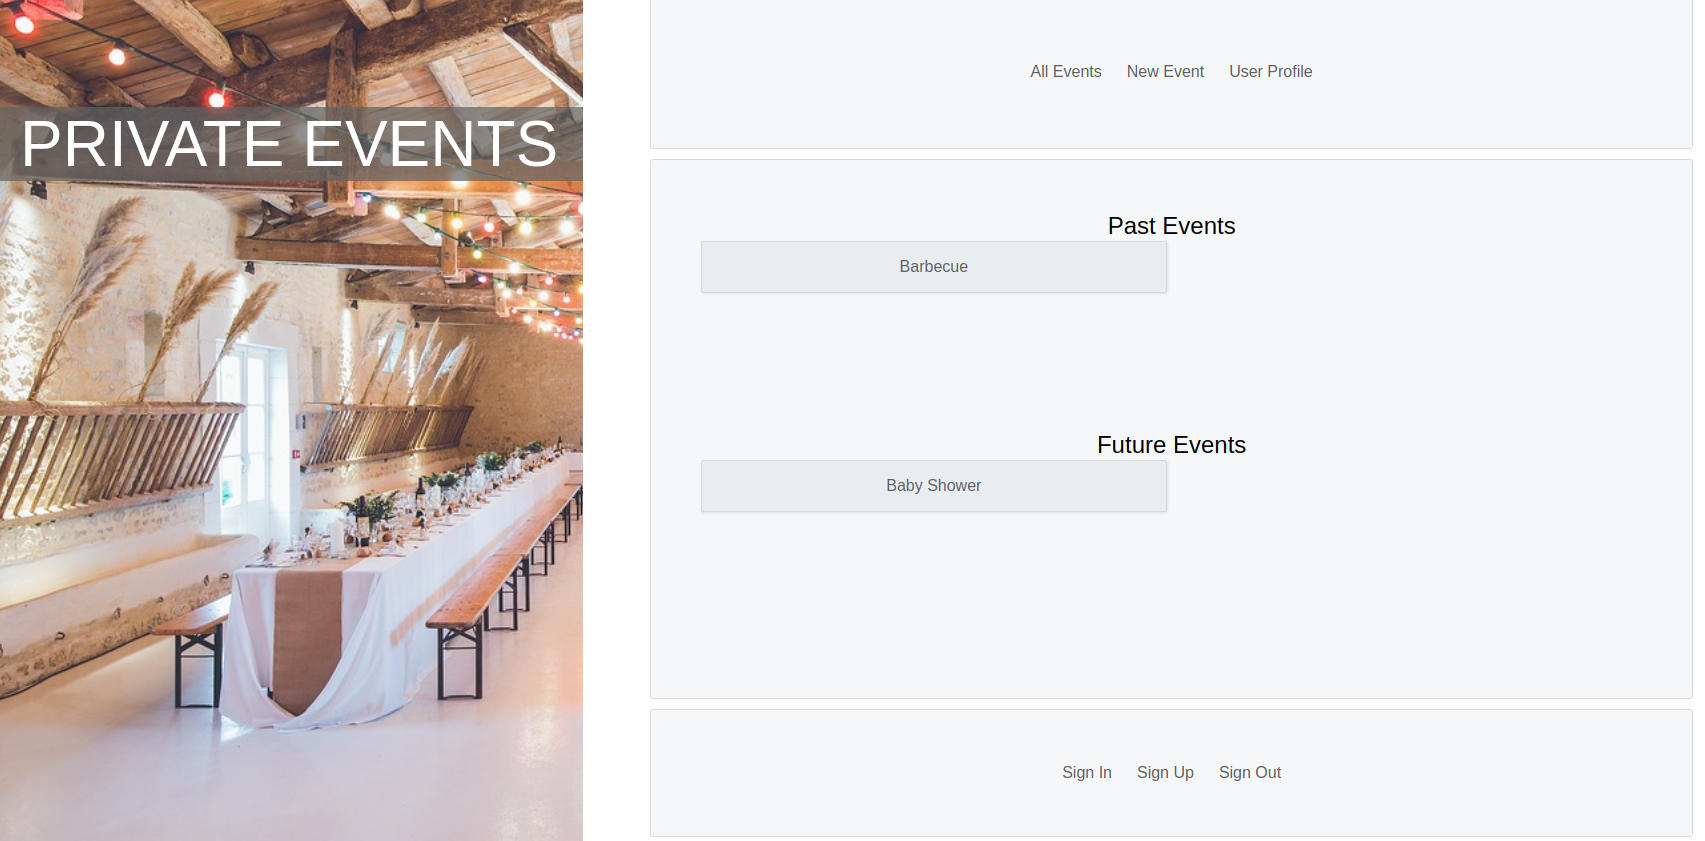 PRIVATE EVENTS
All Events New Event User Profile
Past Events
Barbecue
Future Events
Baby Shower
Sign In Sign Up Sign Out